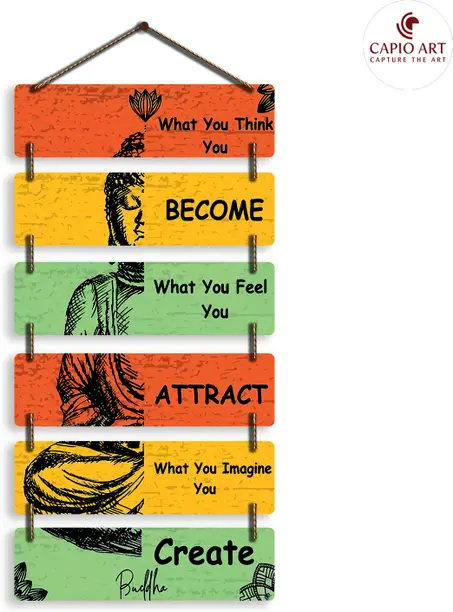 CAPIO ART
CAPTURE THE ART
What You Think
You
BECOME
What You Feel
You
ATTRACT
What You Imagine
You
Create
Buddha